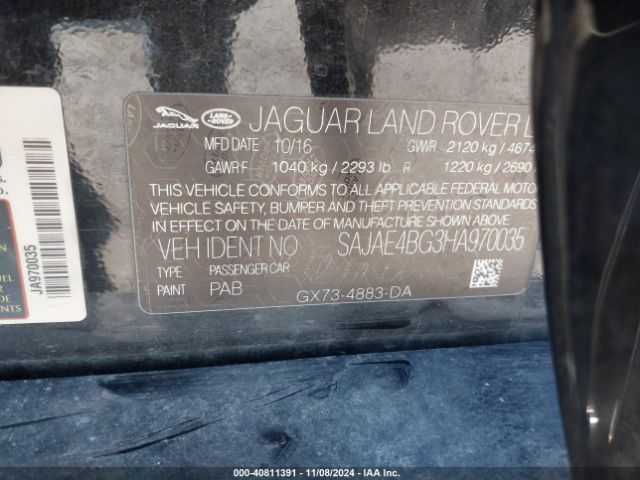 JAGUAR LAND-ROVER JAGUAR LAND ROVER L
MFD DATE 10/16 GWR 2120 kg / 4674
GAWR F 1040 kg / 2293 lb R 1220 kg / 2690
THIS VEHICLE CONFORMS TO ALL APPLICABLE FEDERAL MOTO
VEHICLE SAFETY, BUMPER AND THEFT PREVENTION STANDARDS
IN EFFECT ON THE DATE OF MANUFACTURE SHOWN ABOVE
VEH IDENT NO SAJAE4BG3HA970035
TYPE PASSENGER CAR
PAINT PAB
GX73-4883-DA
JA970035
000-40811391 - 11/08/2024 - IAA Inc.